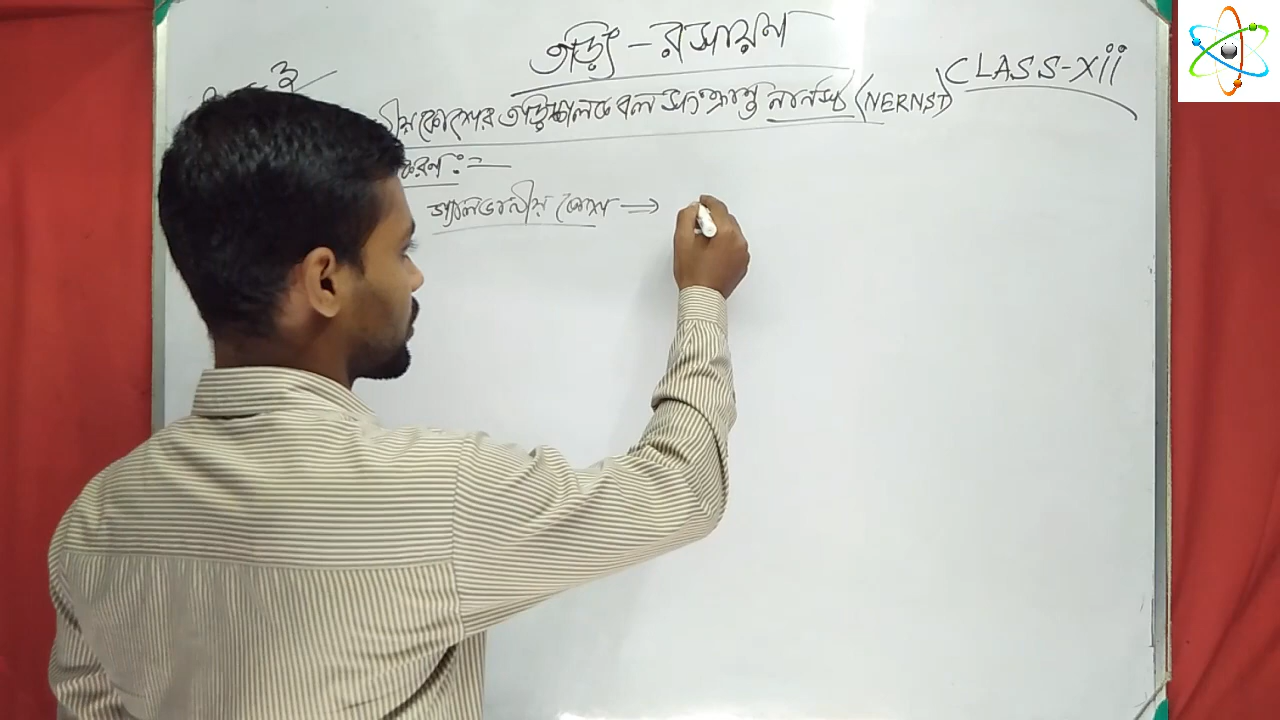 তড়িৎ - রসায়ন
CLASS-XII
কোশের তড়িচ্চালক বল সংক্রান্ত নার্নস্ট (NERNST)
করণ :-
গ্যালভানীয় কোশ ⇒